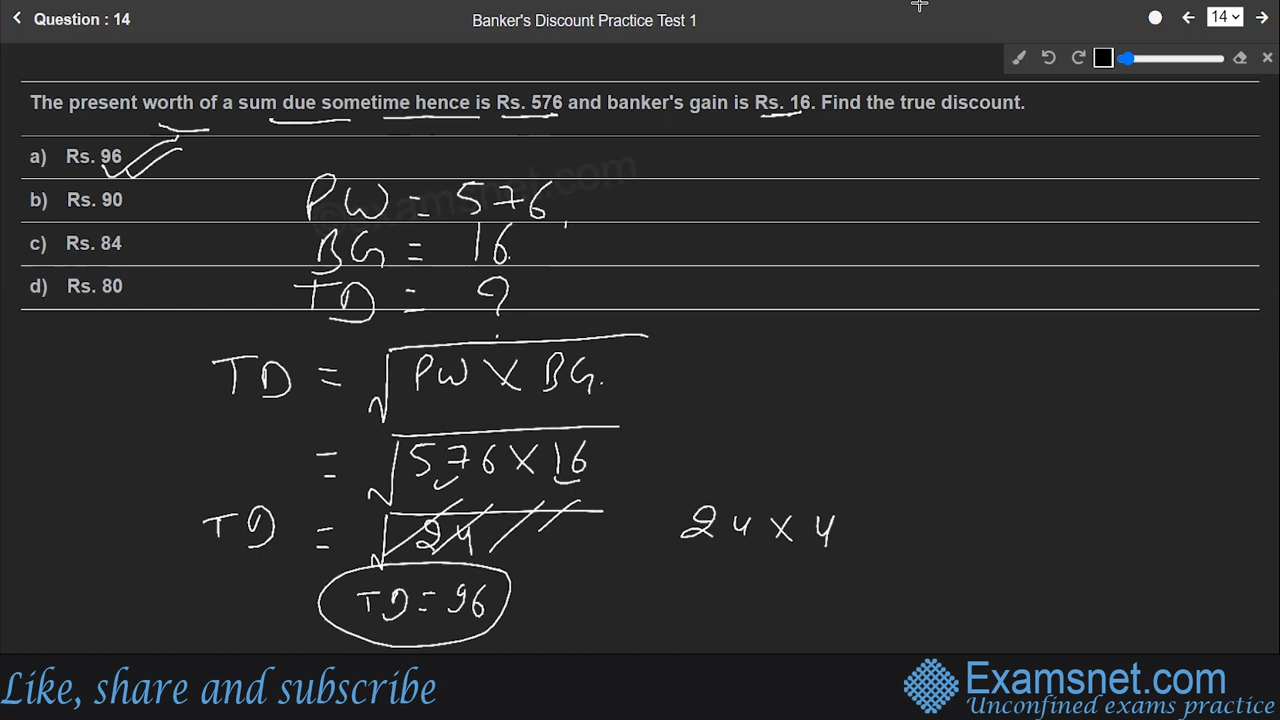 Question : 14
Banker's Discount Practice Test 1
14
The present worth of a sum due sometime hence is Rs. 576 and banker's gain is Rs. 16. Find the true discount.
a) Rs. 96
b) Rs. 90
c) Rs. 84
d) Rs. 80
©examsnet.com
PW = 576
BG = 16
TD = ?
TD = √PW X BG.
= √576 X 16
TD = √24
24 X 4
TD = 96
Like, share and subscribe
Examsnet.com
Unconfined exams practice